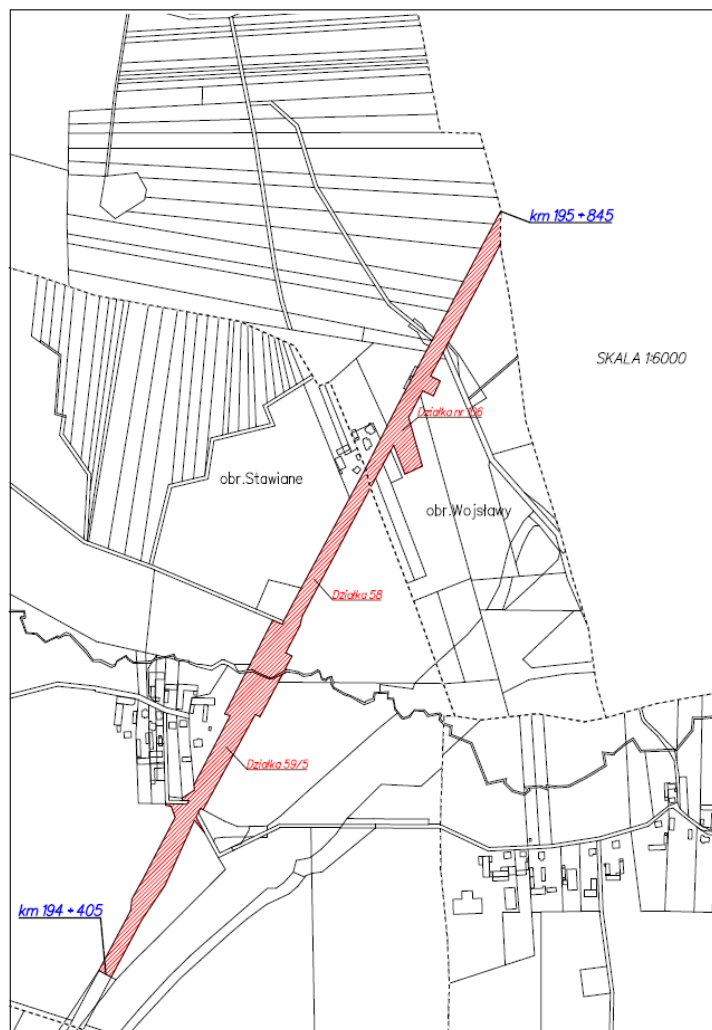 km 195 + 845
SKALA 1:6000
Działka nr 106
obr.Stawiane
obr.Wojsławy
Działka 58
Działka 59/5
km 194 + 405